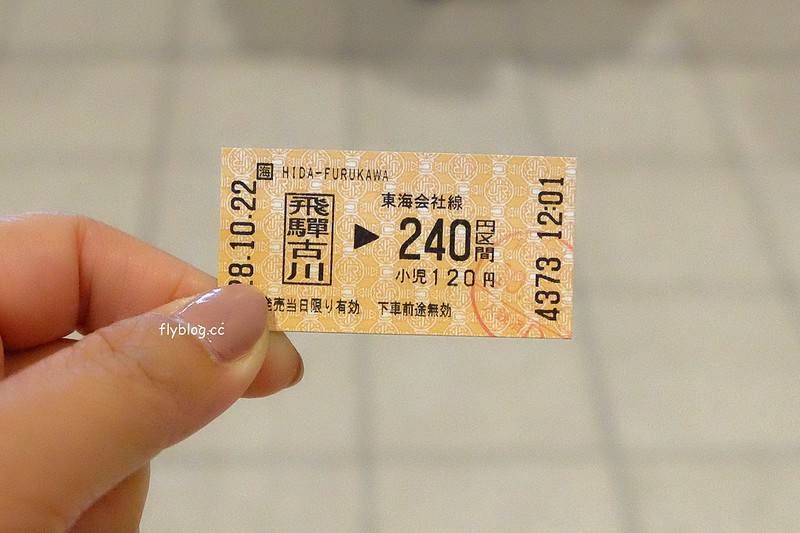 海 HIDA-FURUKAWA
28.10.22
飛騨古川
▶
東海会社線
240円区間
小児120円
発売当日限り有効 下車前途無効
4373 12:01
flyblog.cc